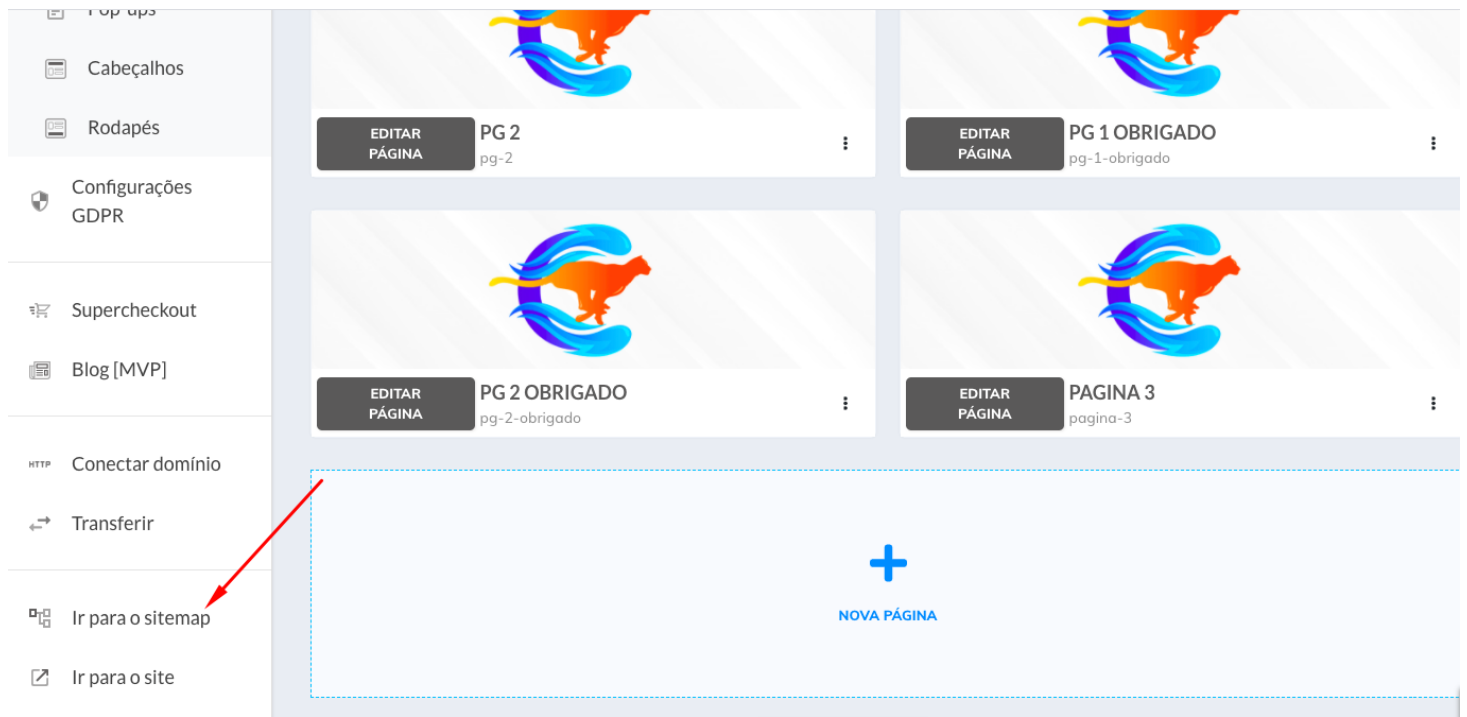 Pop-ups
Cabeçalhos
Rodapés
Configurações
GDPR
Supercheckout
Blog [MVP]
HTTP
Conectar domínio
Transferir
Ir para o sitemap
Ir para o site
EDITAR
PÁGINA
PG 2
pg-2
EDITAR
PÁGINA
PG 1 OBRIGADO
pg-1-obrigado
EDITAR
PÁGINA
PG 2 OBRIGADO
pg-2-obrigado
EDITAR
PÁGINA
PAGINA 3
pagina-3
NOVA PÁGINA